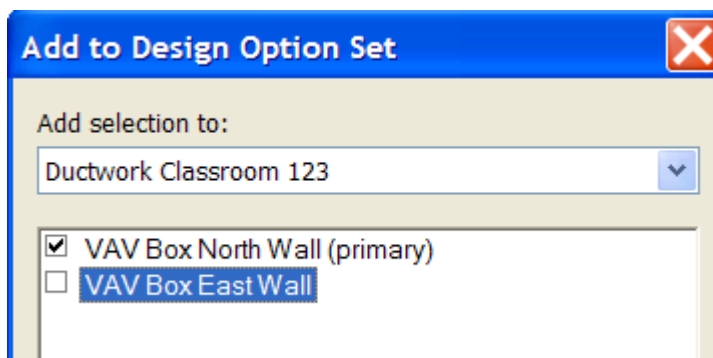 Add to Design Option Set
Add selection to:
Ductwork Classroom 123
VAV Box North Wall (primary)
VAV Box East Wall